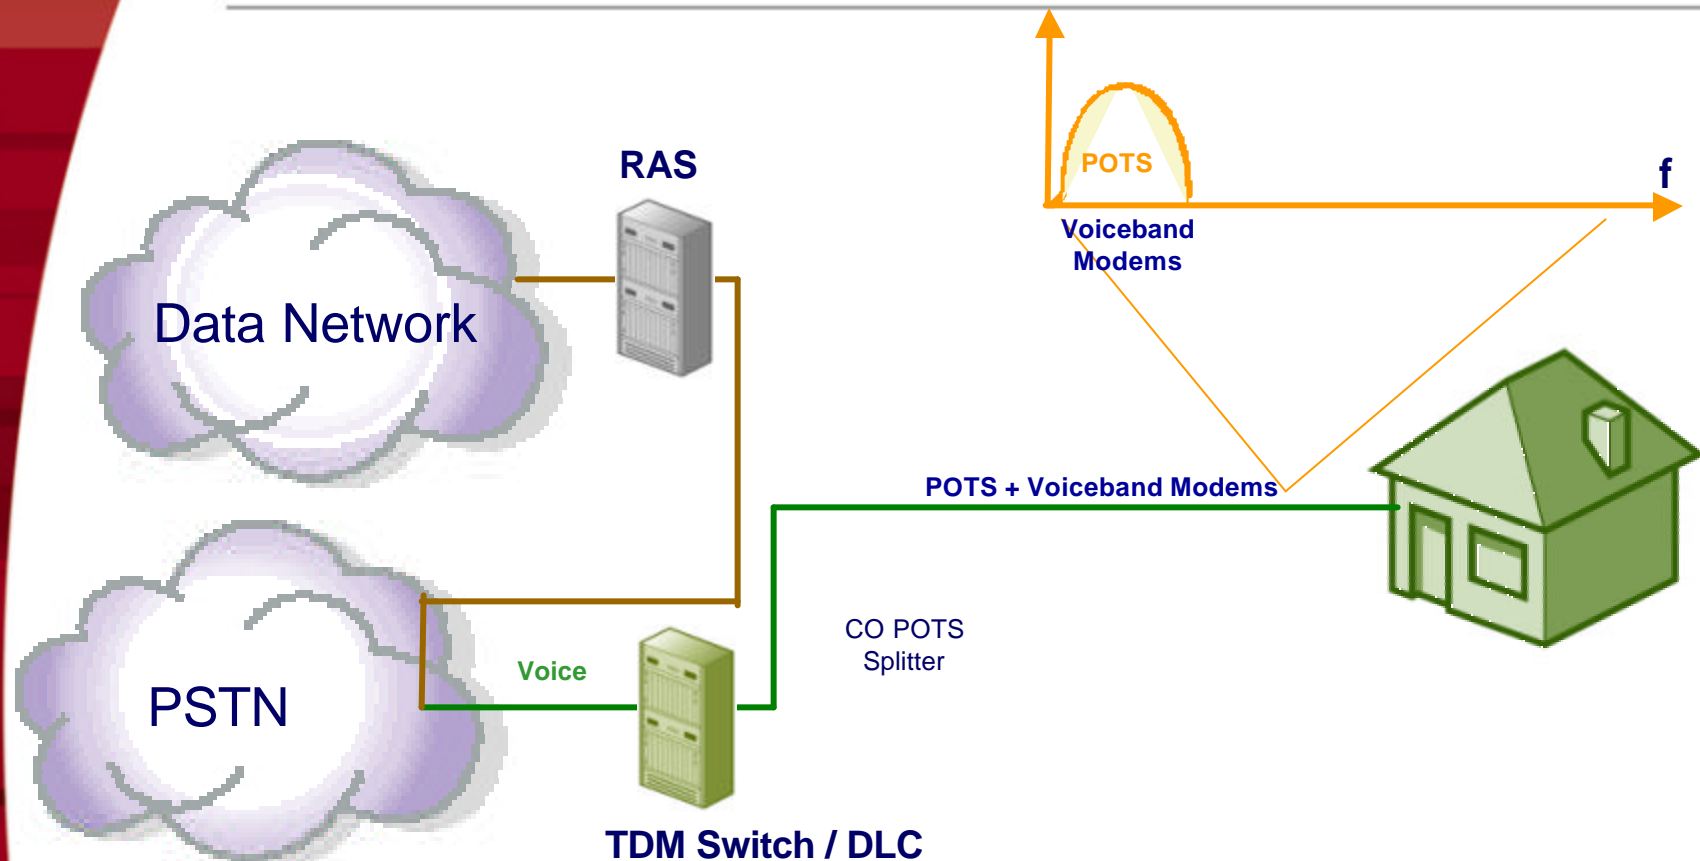 RAS
POTS
f
Voiceband
Modems
Data Network
POTS + Voiceband Modems
CO POTS
Splitter
Voice
PSTN
TDM Switch / DLC